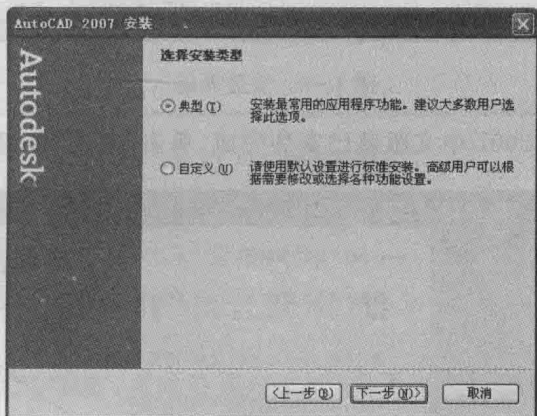 AutoCAD 2007 安装
Autodesk
选择安装类型
典型(T) 安装最常用的应用程序功能。建议大多数用户选
择此选项。
自定义(U) 请使用默认设置进行标准安装。高级用户可以根
据需要修改或选择各种功能设置。
<上一步(B) 下一步(N)> 取消